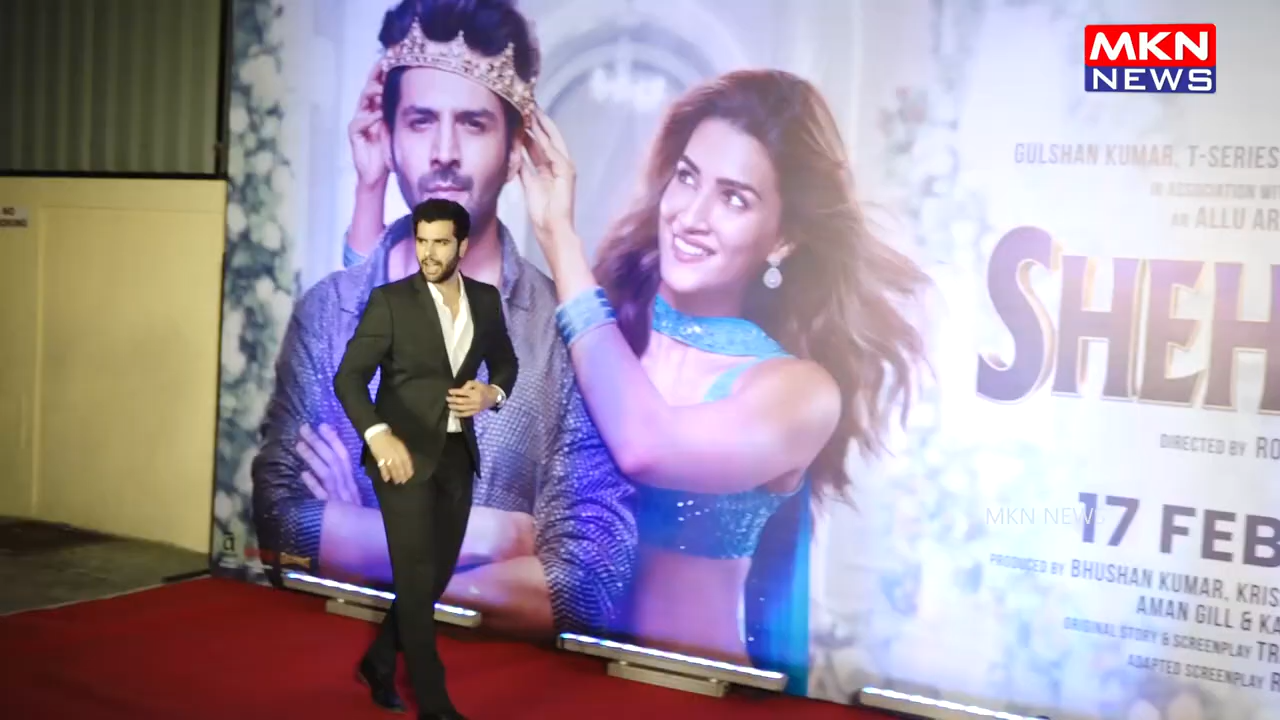 MKN
NEWS
NO
GULSHAN KUMAR, T-SERIES
IN ASSOCIATION
AN ALLU AR
SHEH
DIRECTED BY RO
MKN NEWS
17 FEB
PRODUCED BY BHUSHAN KUMAR, KRIS
AMAN GILL & KA
ORIGINAL STORY & SCREENPLAY TR
ADAPTED SCREENPLAY R